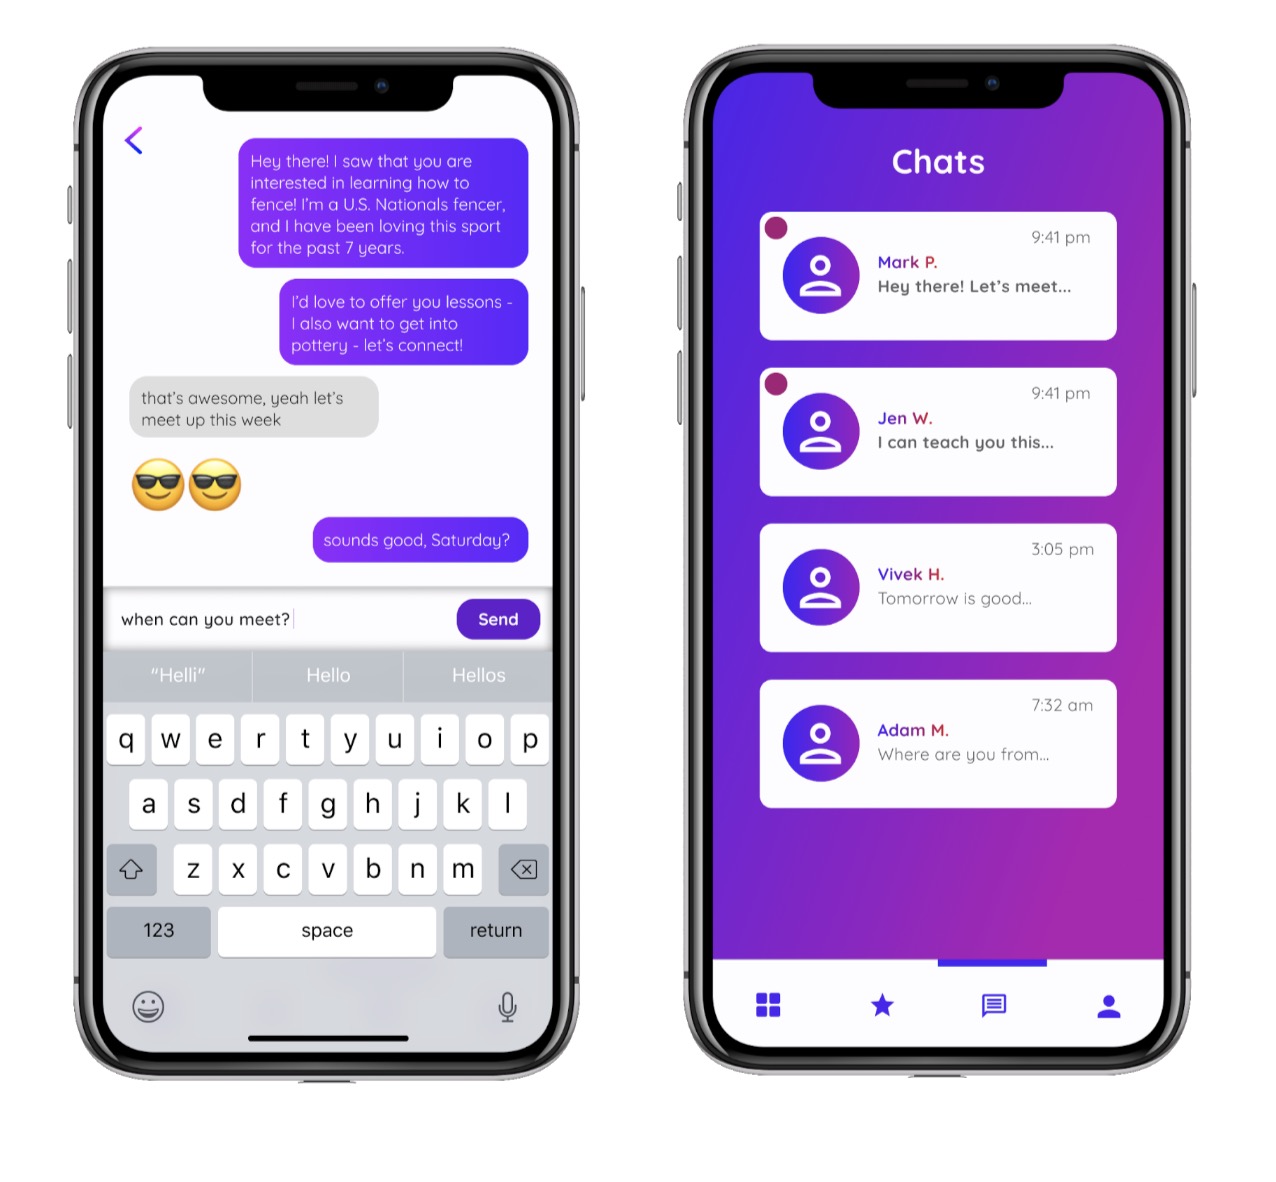 Hey there! I saw that you are
interested in learning how to
fence! I'm a U.S. Nationals fencer,
and I have been loving this sport
for the past 7 years.
I'd love to offer you lessons -
I also want to get into
pottery - let's connect!
that's awesome, yeah let's
meet up this week
sounds good, Saturday?
when can you meet?
Send
"Helli" Hello Hellos
q w e r t y u i o p
a s d f g h j k l
z x c v b n m
123 space return
Chats
9:41 pm
Mark P.
Hey there! Let's meet...
9:41 pm
Jen W.
I can teach you this...
3:05 pm
Vivek H.
Tomorrow is good...
7:32 am
Adam M.
Where are you from...